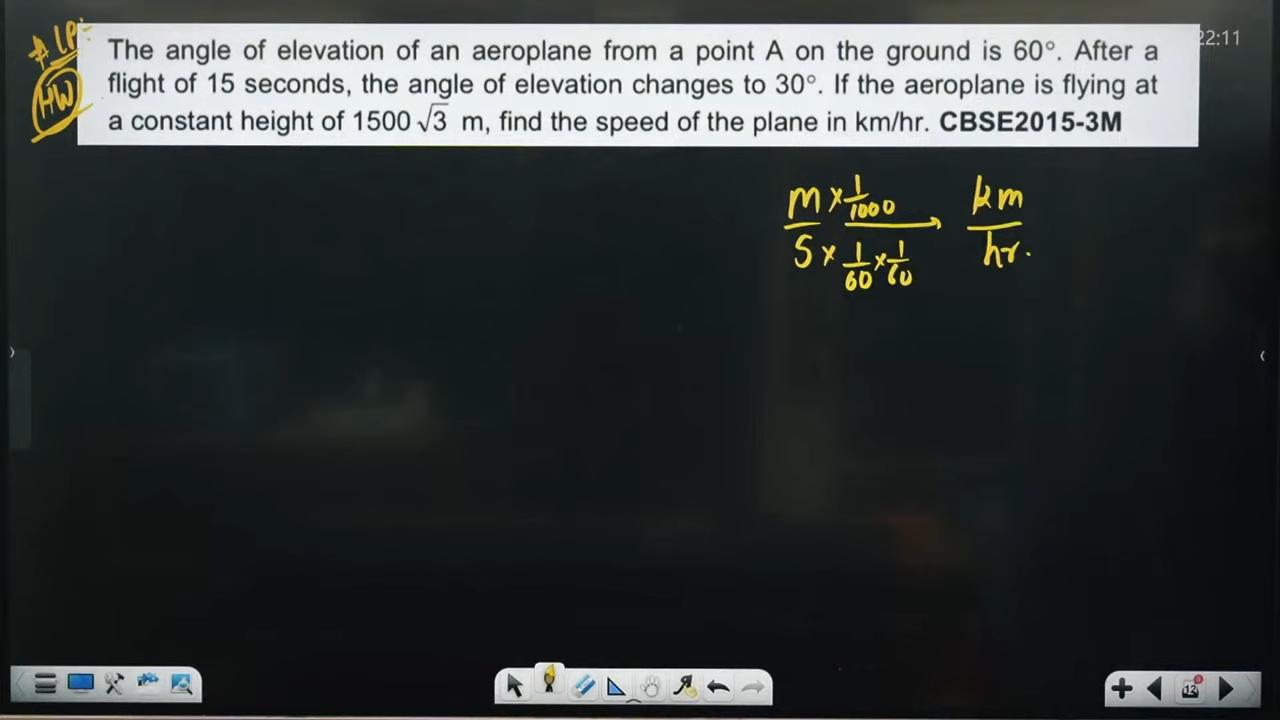 22:11
* IP:
HW
The angle of elevation of an aeroplane from a point A on the ground is 60°. After a
flight of 15 seconds, the angle of elevation changes to 30°. If the aeroplane is flying at
a constant height of 1500 √3 m, find the speed of the plane in km/hr. CBSE2015-3M
m × 1/1000 → km
S × 1/60 × 1/60 hr.
12